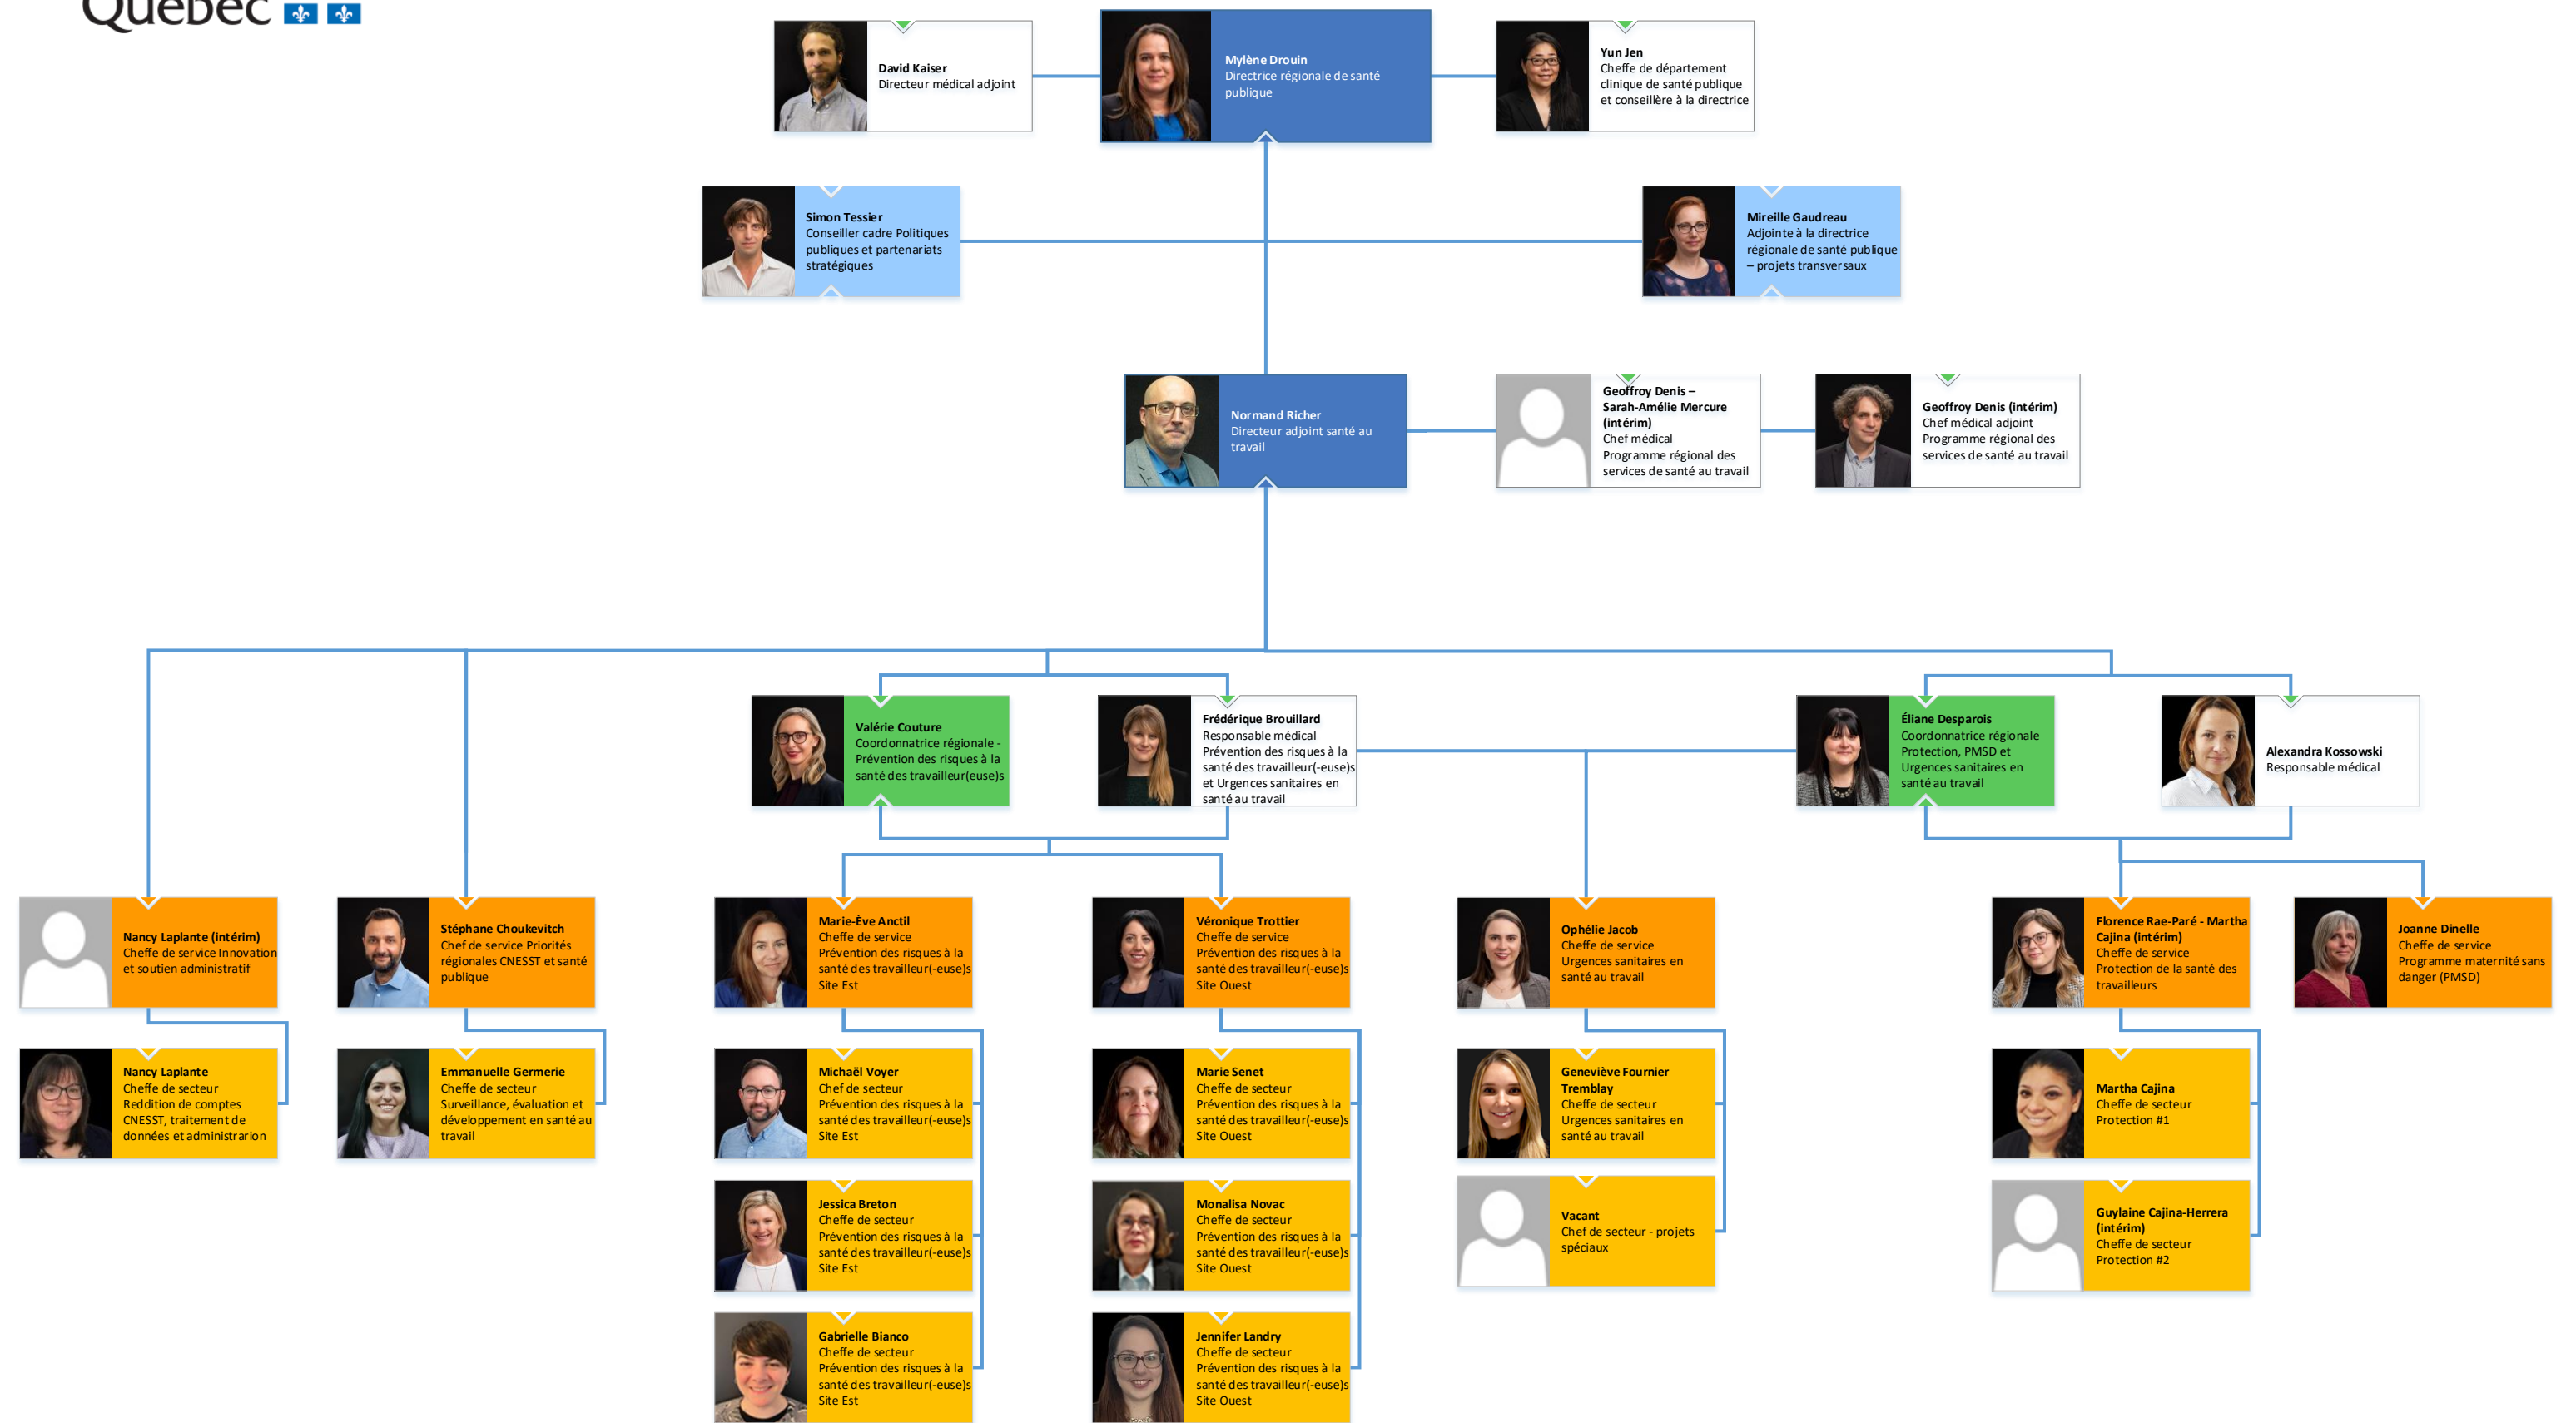 Québec
David Kaiser
Directeur médical adjoint
Mylène Drouin
Directrice régionale de santé
publique
Yun Jen
Cheffe de département
clinique de santé publique
et conseillère à la directrice
Simon Tessier
Conseiller cadre Politiques
publiques et partenariats
stratégiques
Mireille Gaudreau
Adjointe à la directrice
régionale de santé publique
– projets transversaux
Normand Richer
Directeur adjoint santé au
travail
Geoffroy Denis –
Sarah-Amélie Mercure
(intérim)
Chef médical
Programme régional des
services de santé au travail
Geoffroy Denis (intérim)
Chef médical adjoint
Programme régional des
services de santé au travail
Valérie Couture
Coordonnatrice régionale -
Prévention des risques à la
santé des travailleur(euse)s
Frédérique Brouillard
Responsable médical
Prévention des risques à la
santé des travailleur(-euse)s
et Urgences sanitaires en
santé au travail
Éliane Desparois
Coordonnatrice régionale
Protection, PMSD et
Urgences sanitaires en
santé au travail
Alexandra Kossowski
Responsable médical
Nancy Laplante (intérim)
Cheffe de service Innovation
et soutien administratif
Stéphane Choukevitch
Chef de service Priorités
régionales CNESST et santé
publique
Marie-Ève Anctil
Cheffe de service
Prévention des risques à la
santé des travailleur(-euse)s
Site Est
Véronique Trottier
Cheffe de service
Prévention des risques à la
santé des travailleur(-euse)s
Site Ouest
Ophélie Jacob
Cheffe de service
Urgences sanitaires en
santé au travail
Florence Rae-Paré - Martha
Cajina (intérim)
Cheffe de service
Protection de la santé des
travailleurs
Joanne Dinelle
Cheffe de service
Programme maternité sans
danger (PMSD)
Nancy Laplante
Cheffe de secteur
Reddition de comptes
CNESST, traitement de
données et administrarion
Emmanuelle Germerie
Cheffe de secteur
Surveillance, évaluation et
développement en santé au
travail
Michaël Voyer
Chef de secteur
Prévention des risques à la
santé des travailleur(-euse)s
Site Est
Marie Senet
Cheffe de secteur
Prévention des risques à la
santé des travailleur(-euse)s
Site Ouest
Geneviève Fournier
Tremblay
Cheffe de secteur
Urgences sanitaires en
santé au travail
Martha Cajina
Cheffe de secteur
Protection #1
Jessica Breton
Cheffe de secteur
Prévention des risques à la
santé des travailleur(-euse)s
Site Est
Monalisa Novac
Cheffe de secteur
Prévention des risques à la
santé des travailleur(-euse)s
Site Ouest
Vacant
Chef de secteur - projets
spéciaux
Guylaine Cajina-Herrera
(intérim)
Cheffe de secteur
Protection #2
Gabrielle Bianco
Cheffe de secteur
Prévention des risques à la
santé des travailleur(-euse)s
Site Est
Jennifer Landry
Cheffe de secteur
Prévention des risques à la
santé des travailleur(-euse)s
Site Ouest